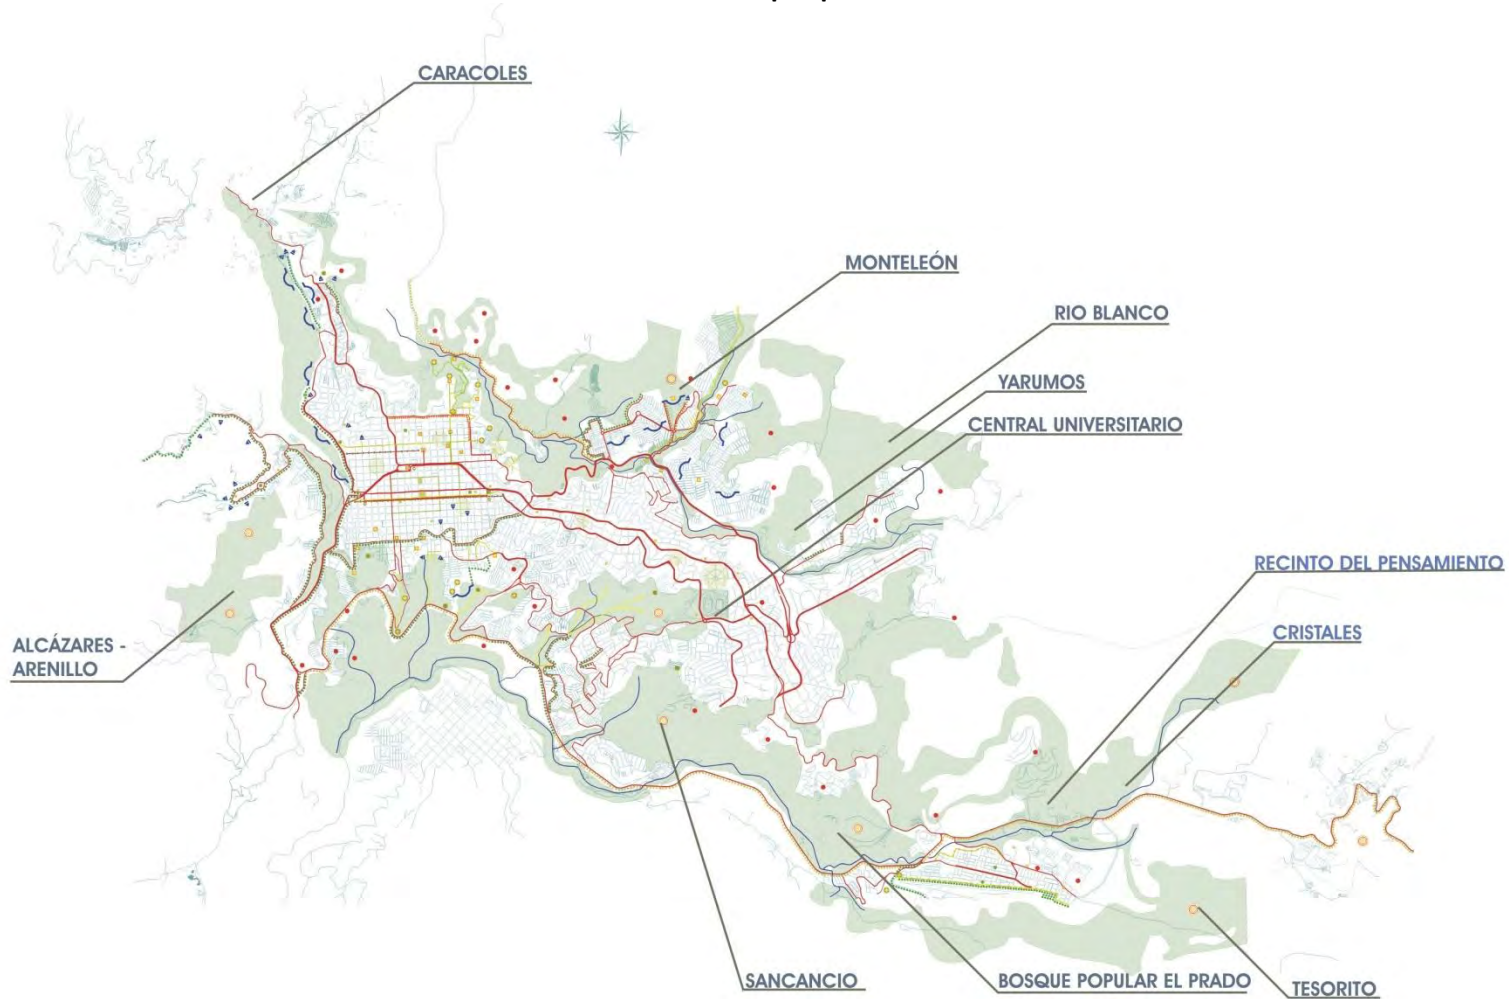 CARACOLES
MONTELEÓN
RIO BLANCO
YARUMOS
CENTRAL UNIVERSITARIO
RECINTO DEL PENSAMIENTO
CRISTALES
ALCÁZARES -
ARENILLO
SANCANCIO
BOSQUE POPULAR EL PRADO
TESORITO